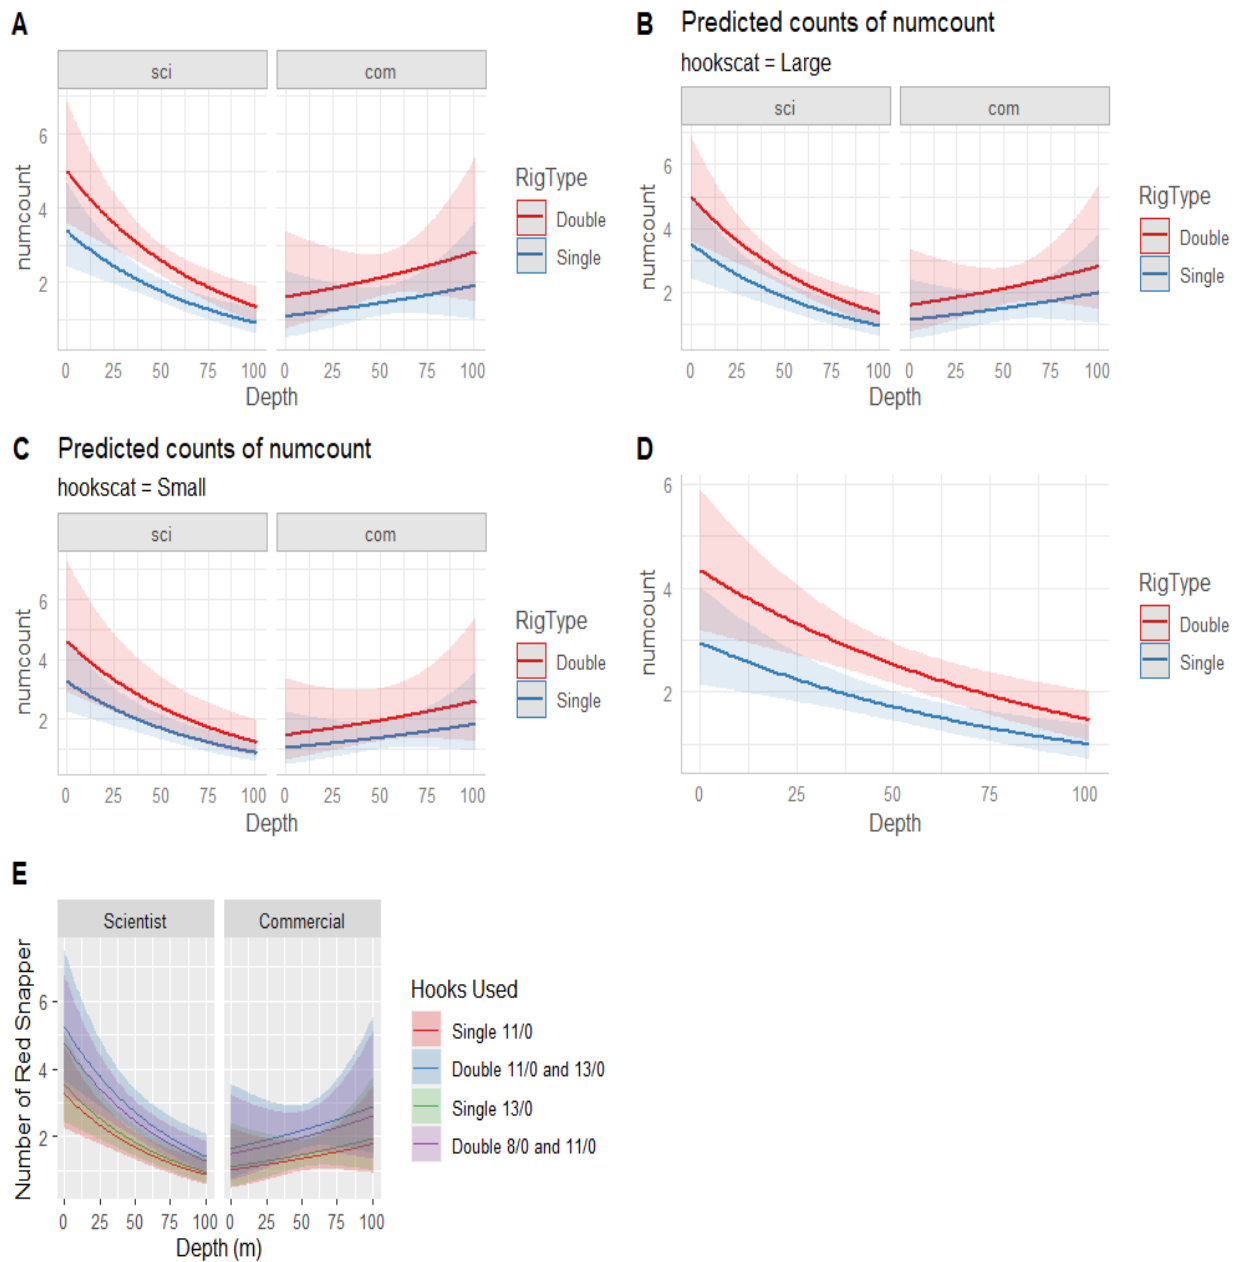 A
sci
com
numcount
6
4
2
0 25 50 75 100 0 25 50 75 100
Depth
RigType
Double
Single
B
Predicted counts of numcount
hookscat = Large
sci
com
numcount
6
4
2
0 25 50 75 100 0 25 50 75 100
Depth
RigType
Double
Single
C
Predicted counts of numcount
hookscat = Small
sci
com
numcount
6
4
2
0 25 50 75 100 0 25 50 75 100
Depth
RigType
Double
Single
D
numcount
6
4
2
0 25 50 75 100
Depth
RigType
Double
Single
E
Scientist
Commercial
Number of Red Snapper
6
4
2
0 25 50 75 100 0 25 50 75 100
Depth (m)
Hooks Used
Single 11/0
Double 11/0 and 13/0
Single 13/0
Double 8/0 and 11/0